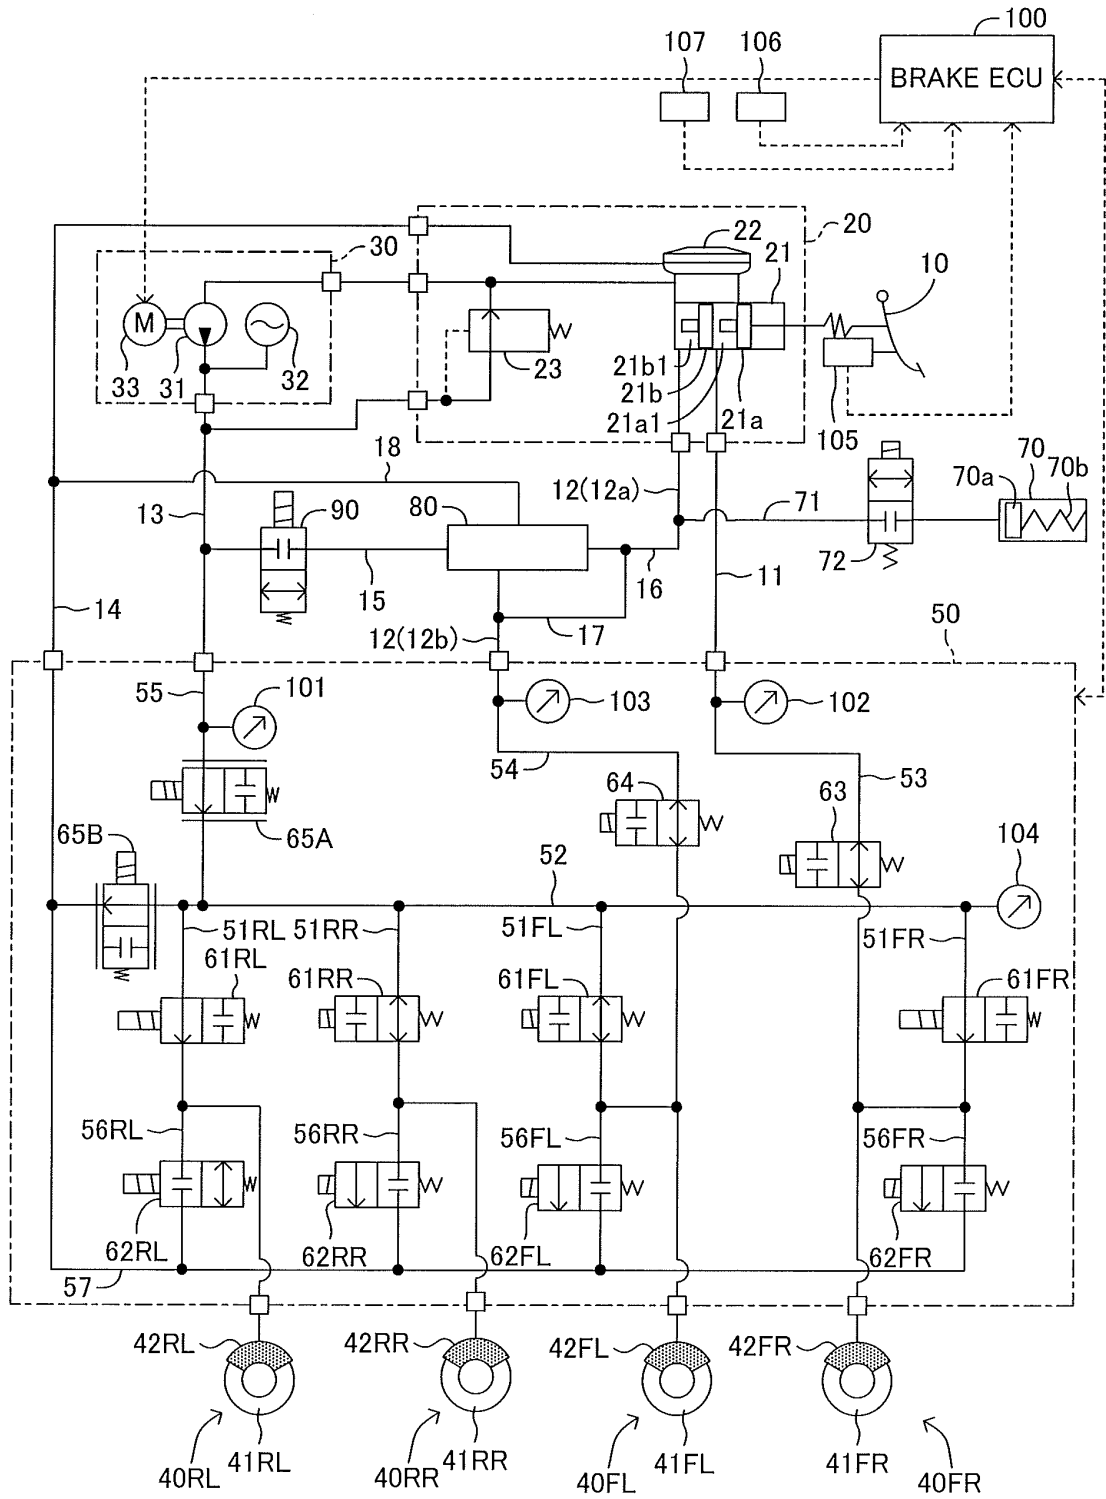 107
106
100
BRAKE ECU
30
20
22
21
10
M
33
31
32
23
21b1
21b
21a1
21a
105
18
12(12a)
70
70a
70b
13
90
80
71
72
15
16
11
14
17
12(12b)
50
55
101
103
102
54
64
53
63
65A
65B
52
104
51RL
51RR
51FL
51FR
61RL
61RR
61FL
61FR
56RL
56RR
56FL
56FR
62RL
62RR
62FL
62FR
57
42RL
42RR
42FL
42FR
41RL
41RR
41FL
41FR
40RL
40RR
40FL
40FR